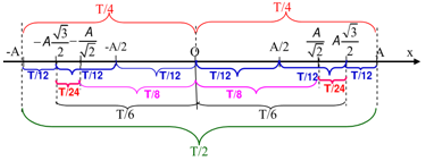 T/4 T/4
-A -A√3/2 -A/√2 -A/2 O A/2 A/√2 A√3/2 A x
T/12 T/12 T/12 T/12 T/12 T/12
T/24 T/8 T/8 T/24
T/6 T/6
T/2